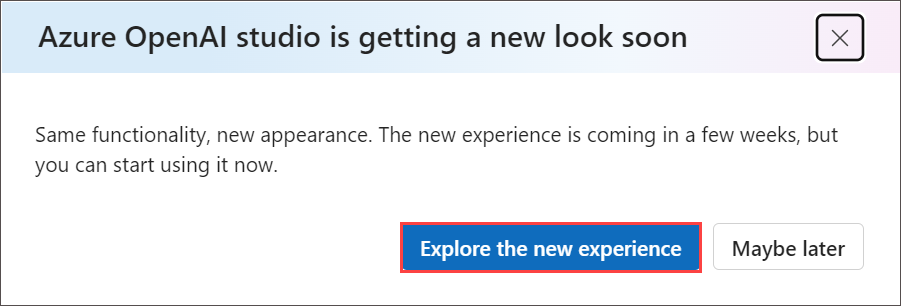 Azure OpenAI studio is getting a new look soon
Same functionality, new appearance. The new experience is coming in a few weeks, but
you can start using it now.
Explore the new experience
Maybe later